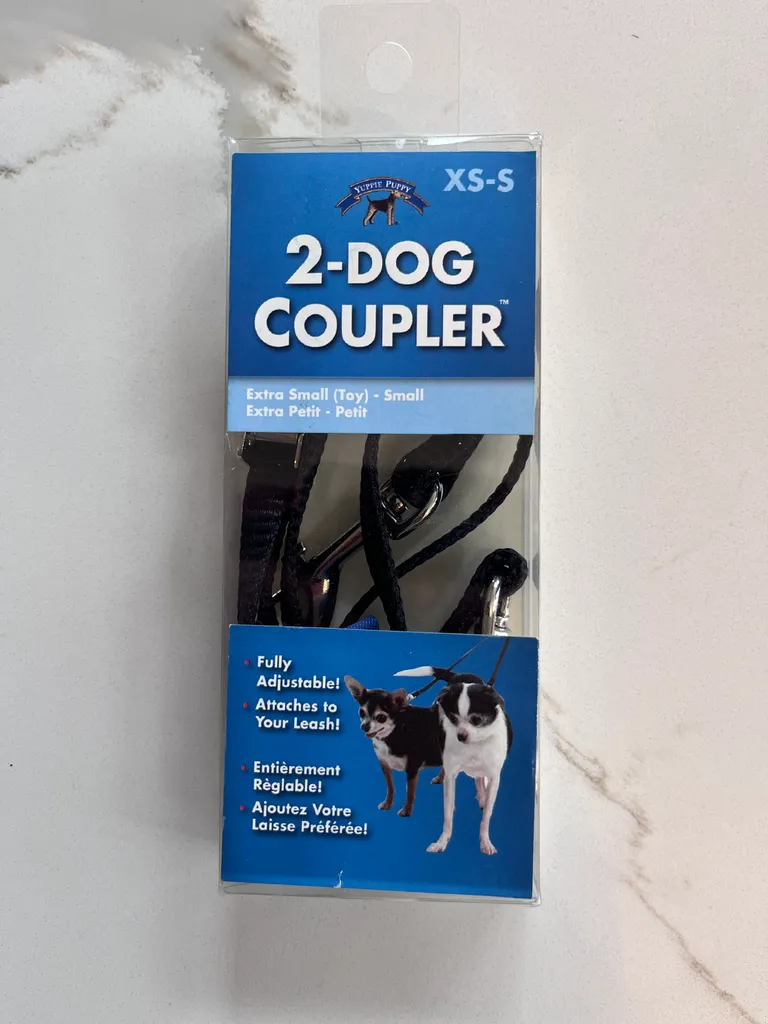 YUPPIE PUPPY
XS-S
2-DOG
COUPLER™
Extra Small (Toy) - Small
Extra Petit - Petit
• Fully
Adjustable!
• Attaches to
Your Leash!
• Entièrement
Règlable!
• Ajoutez Votre
Laisse Préférée!